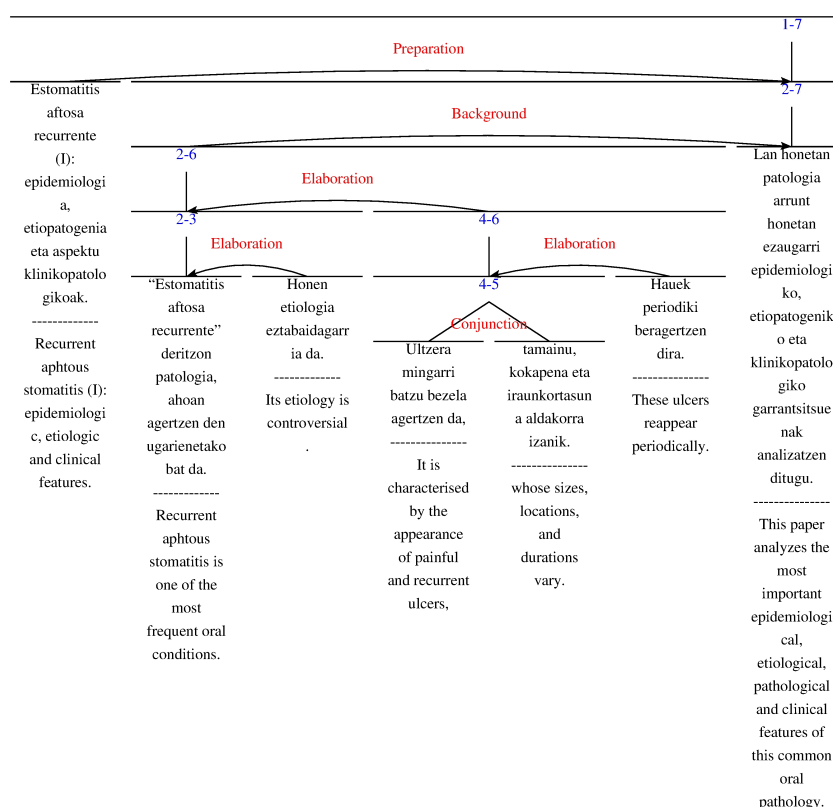 1-7
Preparation
2-7
Background
2-6
Elaboration
2-3
4-6
Elaboration
Elaboration
4-5
Conjunction
Estomatitis
aftosa
recurrente
(I):
epidemiologi
a,
etiopatogenia
eta aspektu
klinikopatolo
gikoak.
-------------
Recurrent
aphtous
stomatitis (I):
epidemiologi
c, etiologic
and clinical
features.
“Estomatitis
aftosa
recurrente”
deritzon
patologia,
ahoan
agertzen den
ugarienetako
bat da.
-------------
Recurrent
aphtous
stomatitis is
one of the
most
frequent oral
conditions.
Honen
etiologia
eztabaidagarr
ia da.
-------------
Its etiology is
controversial
.
Ultzera
mingarri
batzu bezela
agertzen da,
---------------
It is
characterised
by the
appearance
of painful
and recurrent
ulcers,
tamainu,
kokapena eta
iraunkortasun
a aldakorra
izanik.
---------------
whose sizes,
locations,
and
durations
vary.
Hauek
periodiki
beragertzen
dira.
---------------
These ulcers
reappear
periodically.
Lan honetan
patologia
arrunt
honetan
ezaugarri
epidemiologi
ko,
etiopatogenik
o eta
klinikopatolo
giko
garrantsitsue
nak
analizatzen
ditugu.
---------------
This paper
analyzes the
most
important
epidemiologi
cal,
etiological,
pathological
and clinical
features of
this common
oral
pathology.